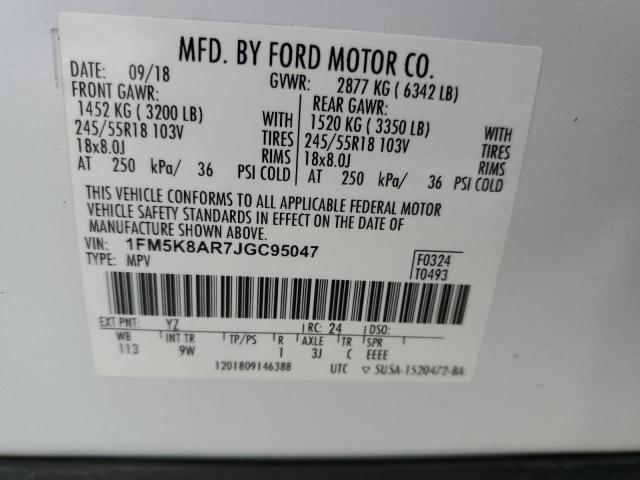 MFD. BY FORD MOTOR CO.
DATE: 09/18 GVWR: 2877 KG ( 6342 LB)
FRONT GAWR: REAR GAWR:
1452 KG ( 3200 LB) WITH 1520 KG ( 3350 LB) WITH
245/55R18 103V TIRES 245/55R18 103V TIRES
18x8.0J RIMS 18x8.0J RIMS
AT 250 kPa/ 36 PSI COLD AT 250 kPa/ 36 PSI COLD
THIS VEHICLE CONFORMS TO ALL APPLICABLE FEDERAL MOTOR
VEHICLE SAFETY STANDARDS IN EFFECT ON THE DATE OF
MANUFACTURE SHOWN ABOVE.
VIN: 1FM5K8AR7JGC95047
TYPE: MPV
F0324
T0493
EXT PNT: YZ RC: 24 DSO:
WB INT TR TP/PS R AXLE TR SPR
113 9W 1 3J C EEEE
1201809146388 UTC ▽ 5U5A-1520472-BA